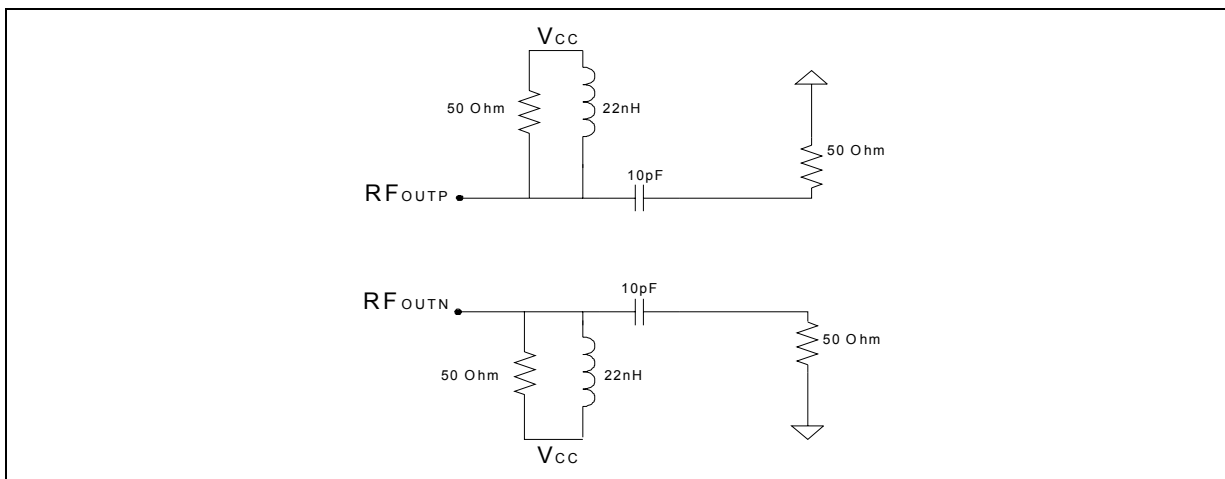 VCC
50 Ohm
22nH
50 Ohm
10pF
RFOUTP
10pF
RFOUTN
50 Ohm
50 Ohm
22nH
VCC